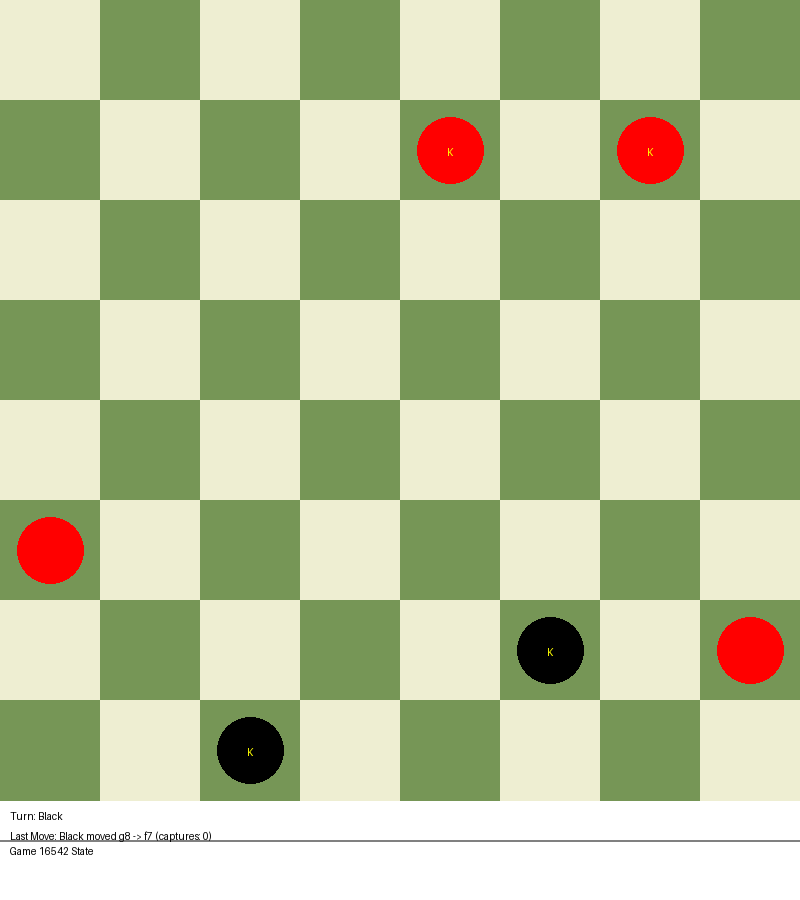 K K
K
K
Turn: Black
Last Move: Black moved g8 -> f7 (captures: 0)
Game 16542 State